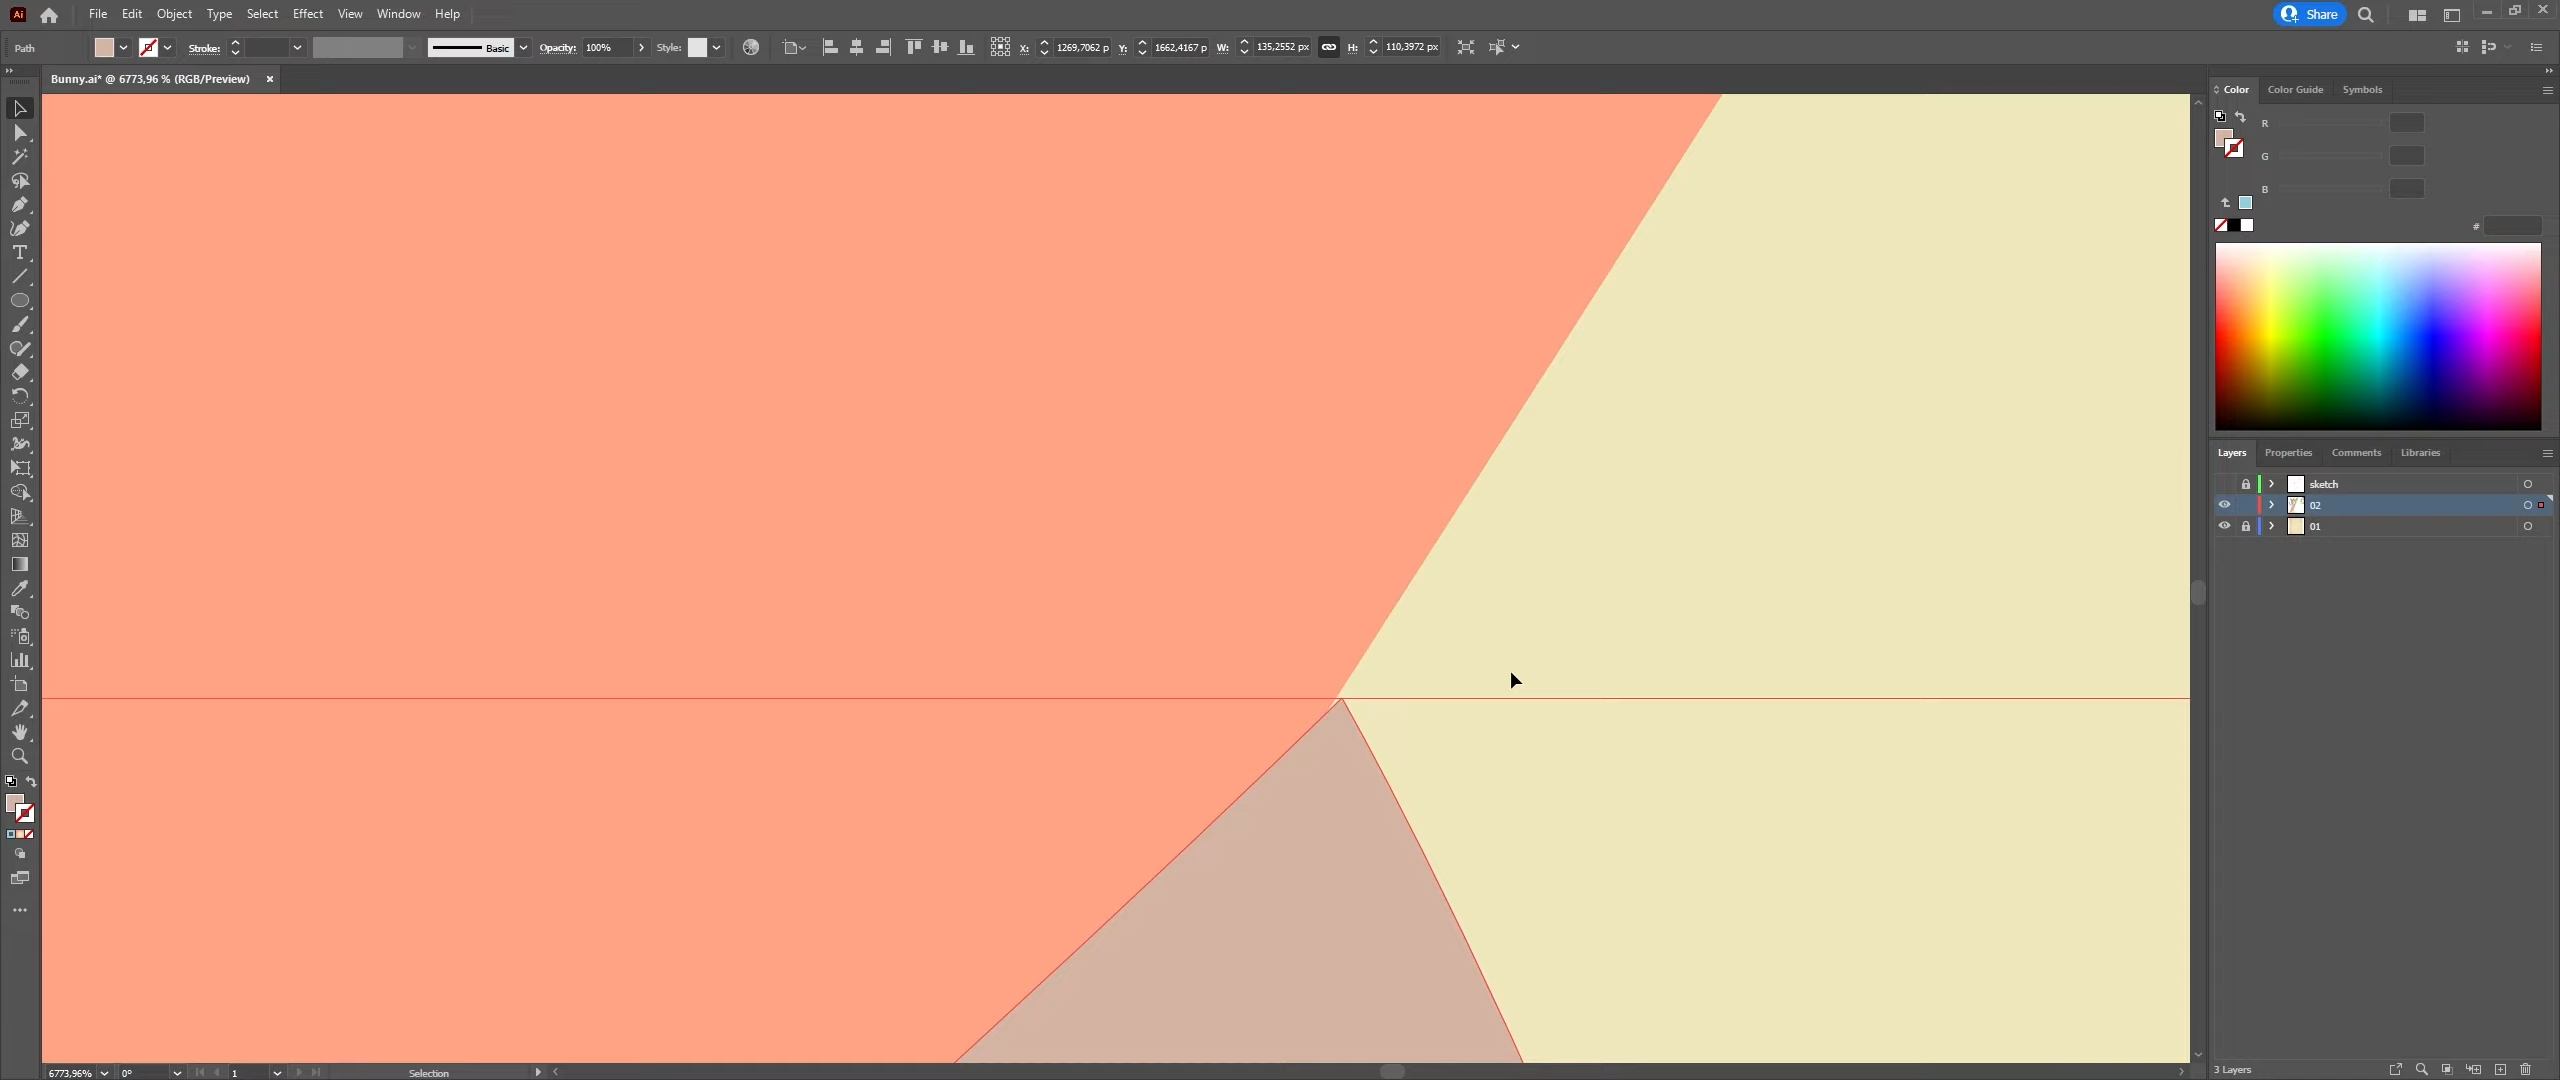 Ai File Edit Object Type Select Effect View Window Help Share
Path Stroke: Basic Opacity: 100% Style: X: 1269,7062 p Y: 1662,4167 p W: 135,2552 px H: 110,3972 px
Bunny.ai* @ 6773,96 % (RGB/Preview) ×
Color Color Guide Symbols
R
G
B
#
Layers Properties Comments Libraries
sketch
02
01
6773,96% 0° 1 Selection
3 Layers